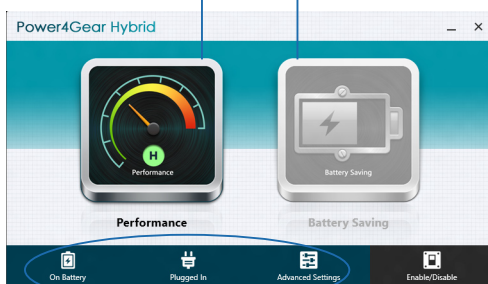 Power4Gear Hybrid
H
Performance
Battery Saving
Performance
Battery Saving
On Battery
Plugged In
Advanced Settings
Enable/Disable